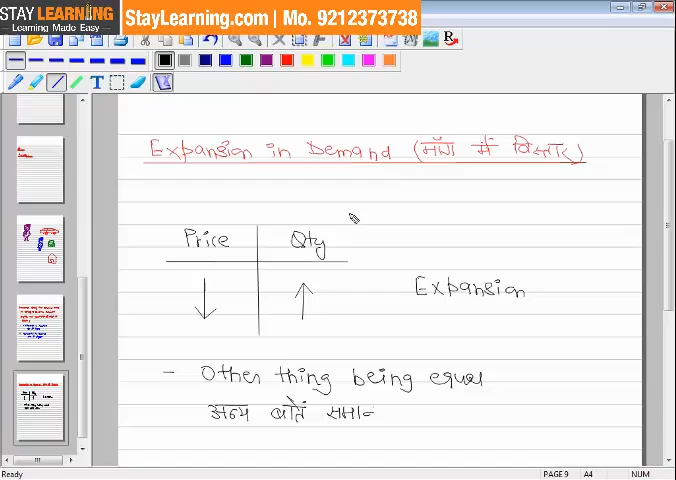 STAY LEARNING
Learning Made Easy
StayLearning.com | Mo. 9212373738
Expansion in Demand (माँग में विस्तार)
Price Qty
↓ ↑ Expansion
- Other thing being equal
अन्य बातें समान
Ready PAGE 9 A4 NUM